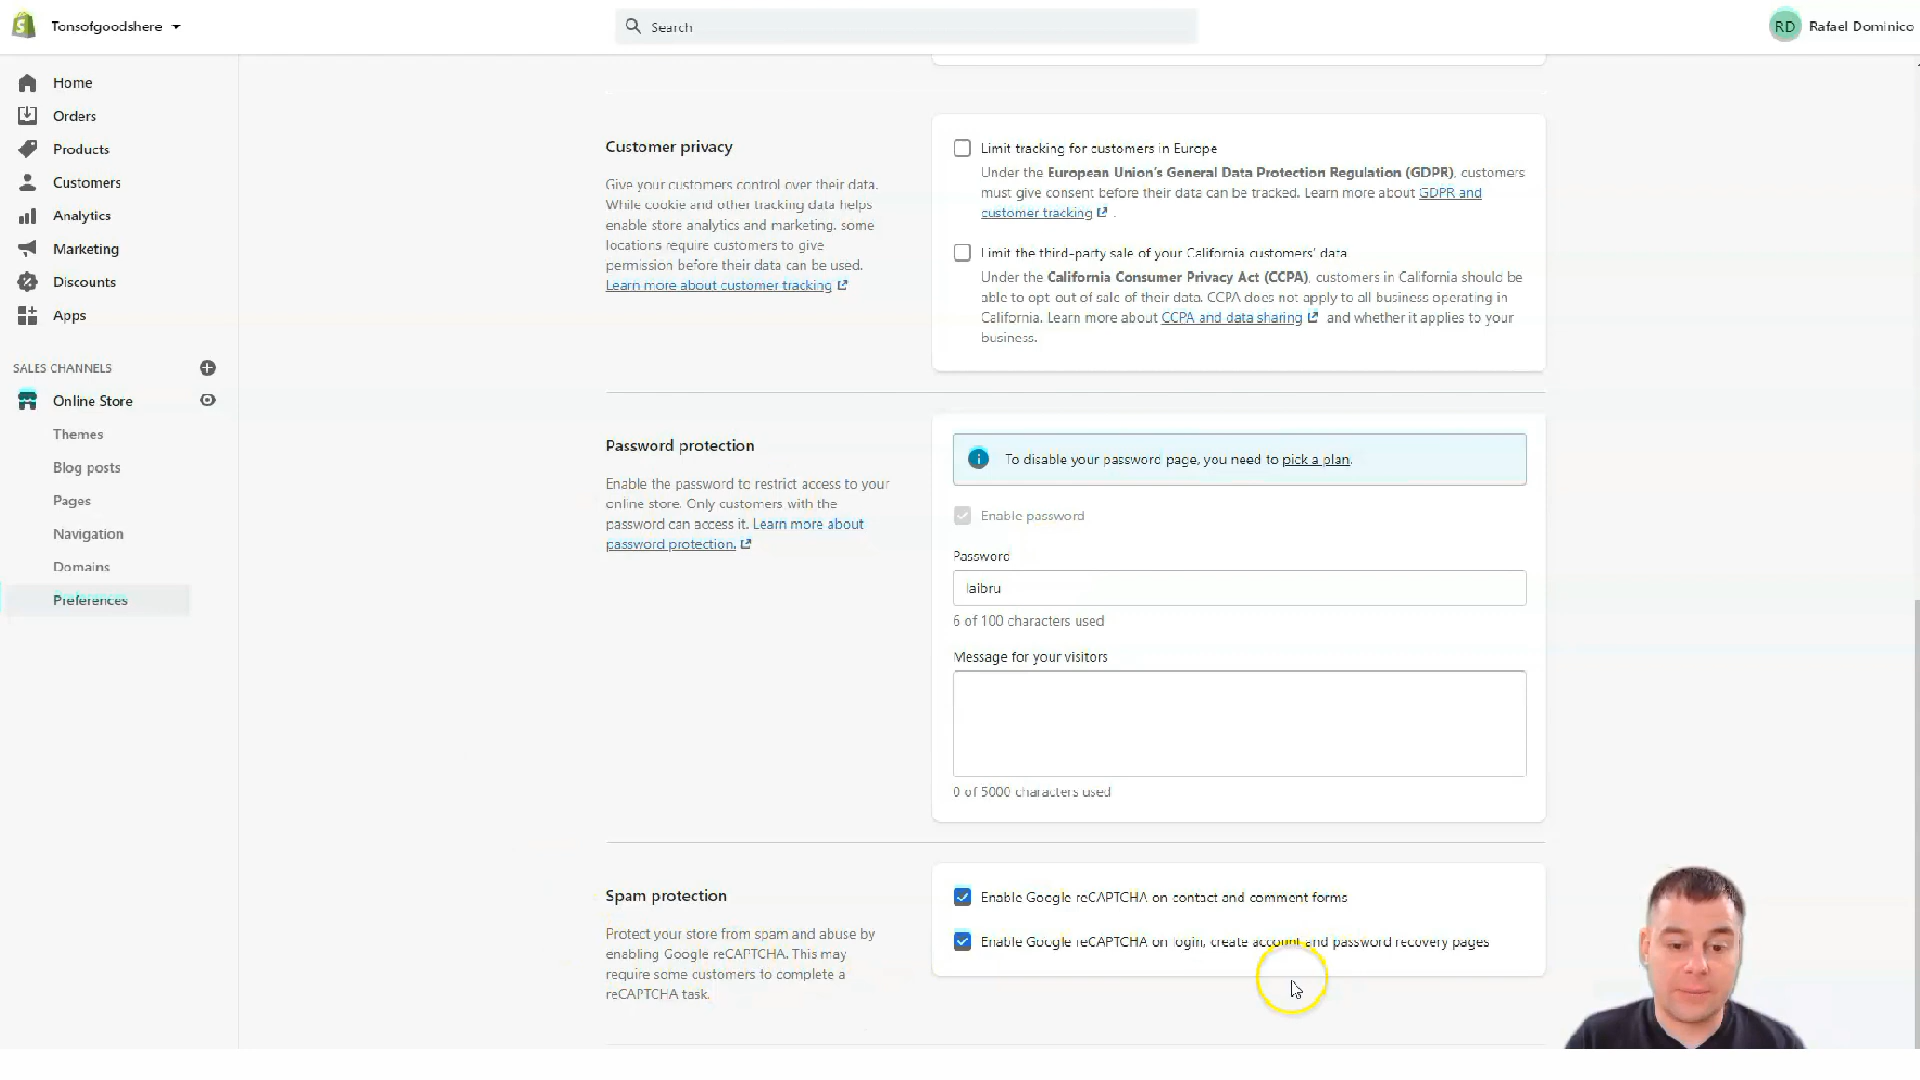 Tonsofgoodshere
Search
RD Rafael Dominico
Home
Orders
Products
Customers
Analytics
Marketing
Discounts
Apps
SALES CHANNELS
Online Store
Themes
Blog posts
Pages
Navigation
Domains
Preferences
Customer privacy
Give your customers control over their data.
While cookie and other tracking data helps
enable store analytics and marketing, some
locations require customers to give
permission before their data can be used.
Learn more about customer tracking
Limit tracking for customers in Europe
Under the European Union's General Data Protection Regulation (GDPR), customers
must give consent before their data can be tracked. Learn more about GDPR and
customer tracking .
Limit the third-party sale of your California customers' data
Under the California Consumer Privacy Act (CCPA), customers in California should be
able to opt-out of sale of their data. CCPA does not apply to all business operating in
California. Learn more about CCPA and data sharing and whether it applies to your
business.
Password protection
Enable the password to restrict access to your
online store. Only customers with the
password can access it. Learn more about
password protection.
To disable your password page, you need to pick a plan.
Enable password
Password
laibru
6 of 100 characters used
Message for your visitors
0 of 5000 characters used
Spam protection
Protect your store from spam and abuse by
enabling Google reCAPTCHA. This may
require some customers to complete a
reCAPTCHA task.
Enable Google reCAPTCHA on contact and comment forms
Enable Google reCAPTCHA on login, create account and password recovery pages